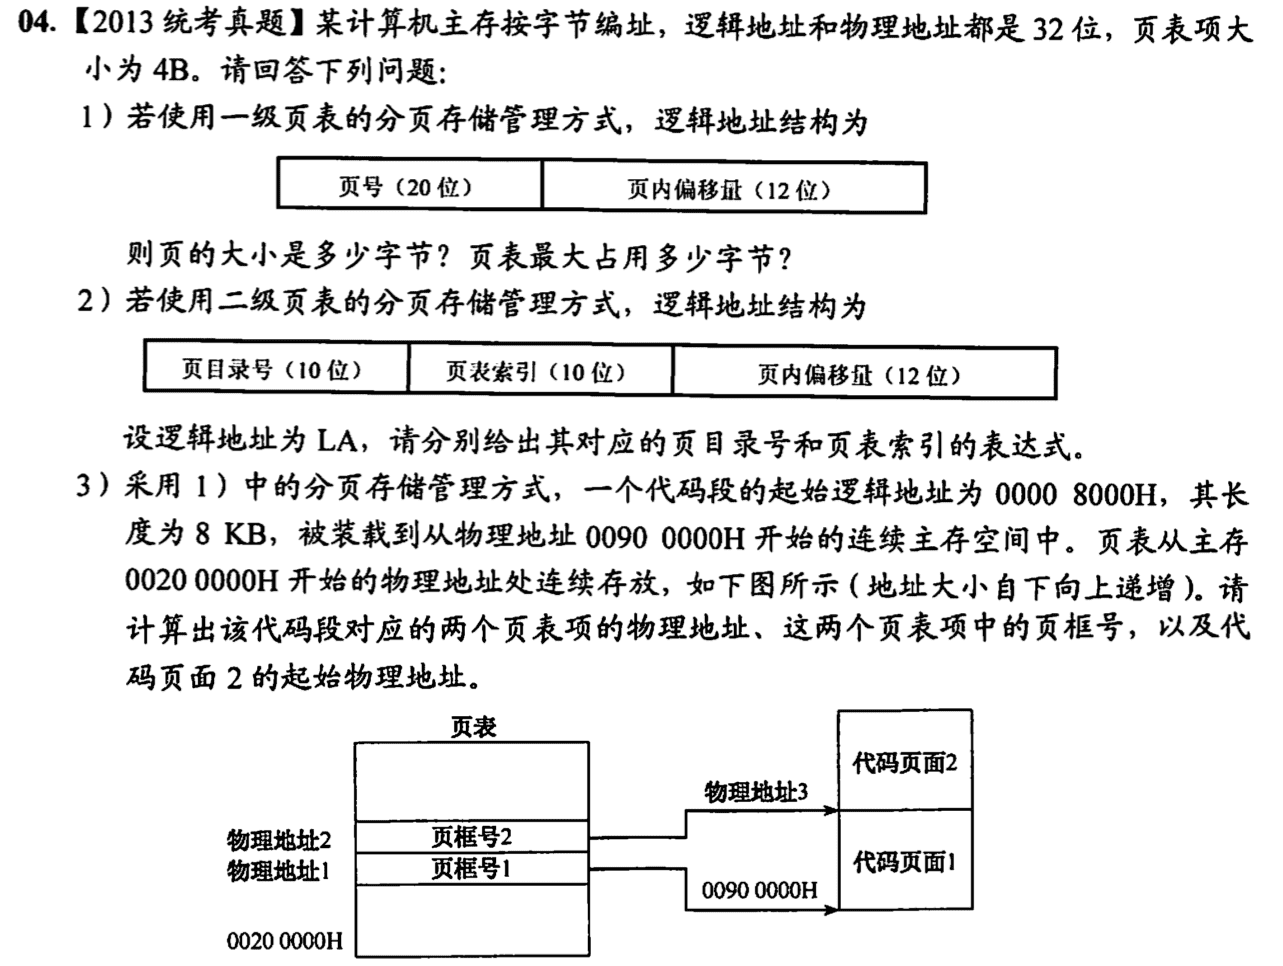 04.【2013 统考真题】某计算机主存按字节编址，逻辑地址和物理地址都是 32 位，页表项大
小为 4B。请回答下列问题：
1）若使用一级页表的分页存储管理方式，逻辑地址结构为
页号（20 位） 页内偏移量（12 位）
则页的大小是多少字节？页表最大占用多少字节？
2）若使用二级页表的分页存储管理方式，逻辑地址结构为
页目录号（10 位） 页表索引（10 位） 页内偏移量（12 位）
设逻辑地址为 LA，请分别给出其对应的页目录号和页表索引的表达式。
3）采用 1）中的分页存储管理方式，一个代码段的起始逻辑地址为 0000 8000H，其长
度为 8 KB，被装载到从物理地址 0090 0000H 开始的连续主存空间中。页表从主存
0020 0000H 开始的物理地址处连续存放，如下图所示（地址大小自下向上递增）。请
计算出该代码段对应的两个页表项的物理地址、这两个页表项中的页框号，以及代
码页面 2 的起始物理地址。
页表
代码页面2
物理地址3
物理地址2 页框号2
物理地址1 页框号1
代码页面1
0090 0000H
0020 0000H